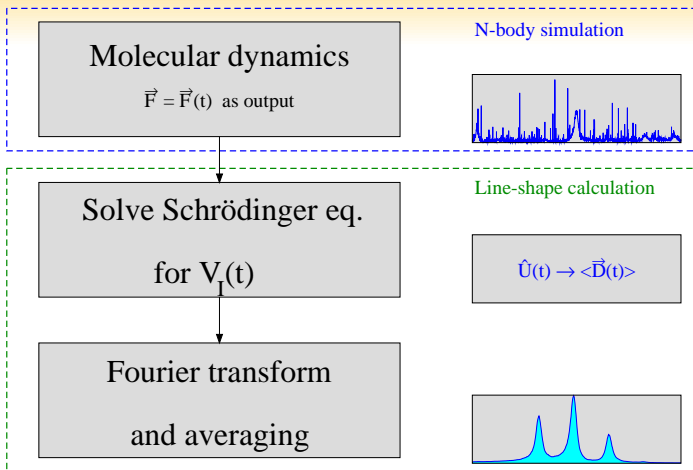 N-body simulation
Molecular dynamics
F⃗ = F⃗(t) as output
Line-shape calculation
Solve Schrödinger eq.
for V_I(t)
Û(t) → <D⃗(t)>
Fourier transform
and averaging